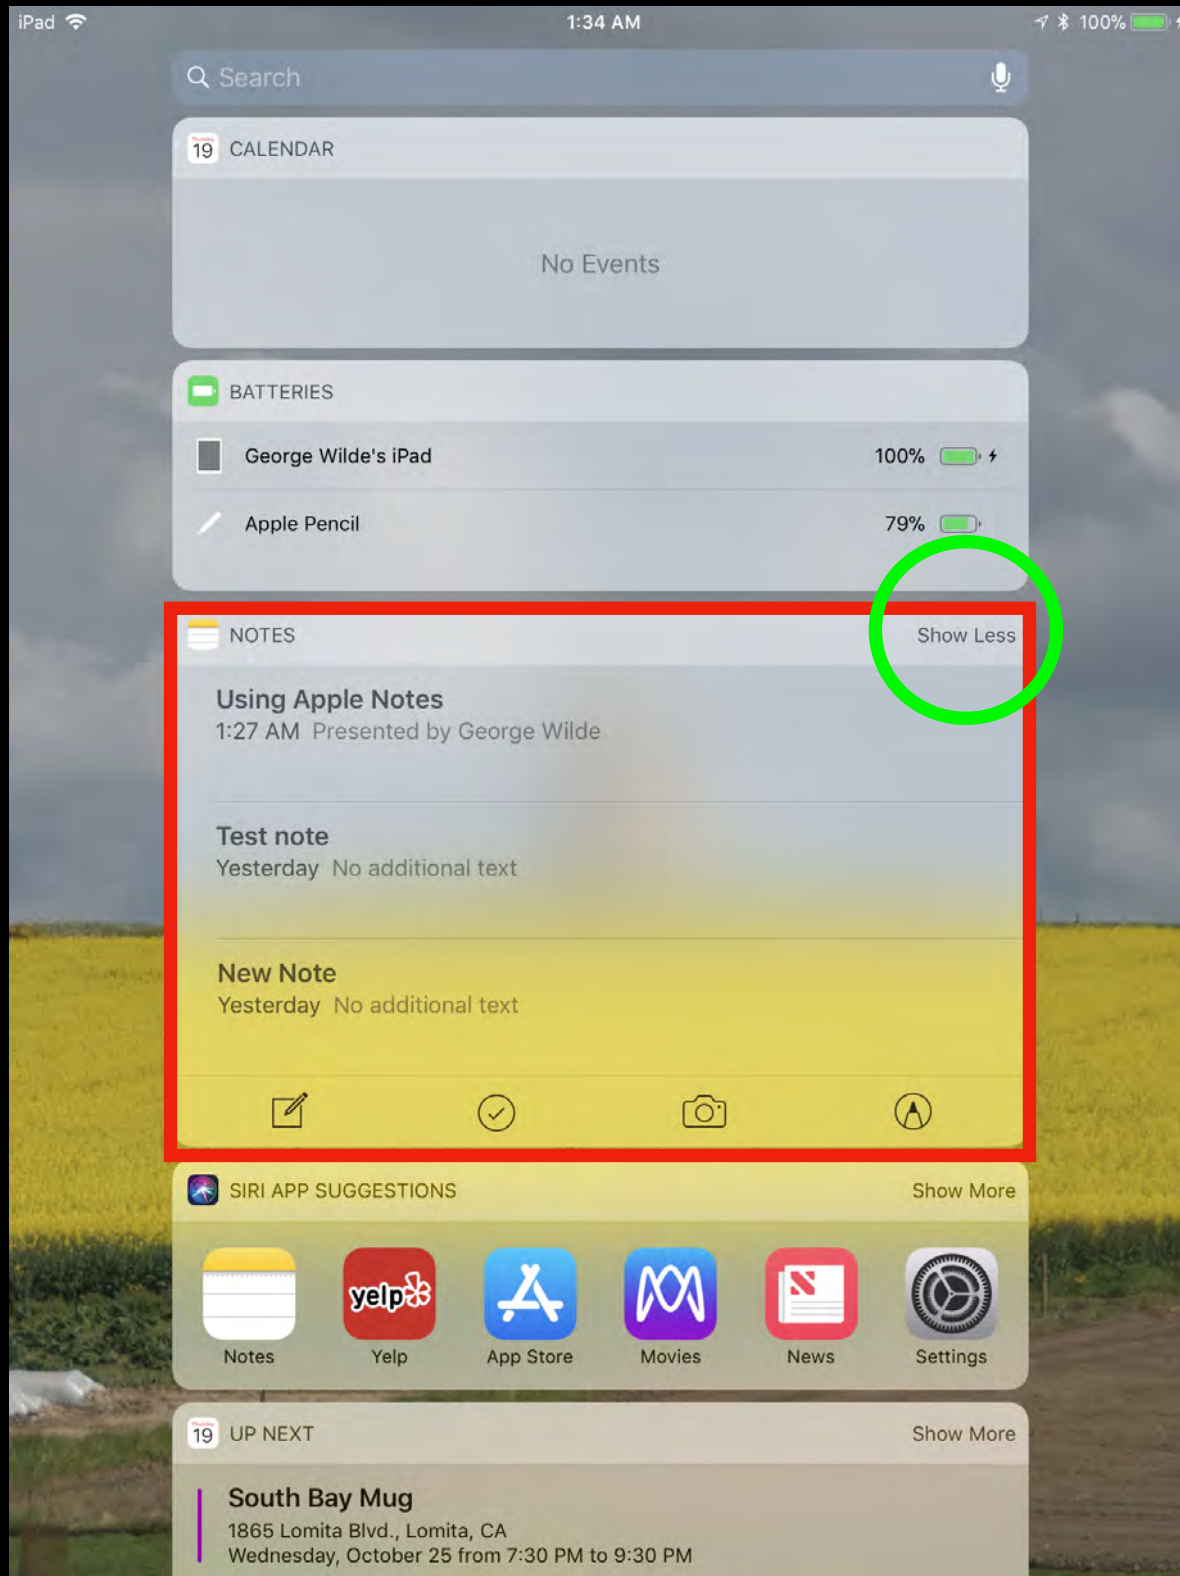 iPad 1:34 AM 100%
Search
19 CALENDAR
No Events
BATTERIES
George Wilde's iPad 100%
Apple Pencil 79%
NOTES Show Less
Using Apple Notes
1:27 AM Presented by George Wilde
Test note
Yesterday No additional text
New Note
Yesterday No additional text
SIRI APP SUGGESTIONS Show More
yelp
Notes Yelp App Store Movies News Settings
Thursday
19 UP NEXT Show More
South Bay Mug
1865 Lomita Blvd., Lomita, CA
Wednesday, October 25 from 7:30 PM to 9:30 PM